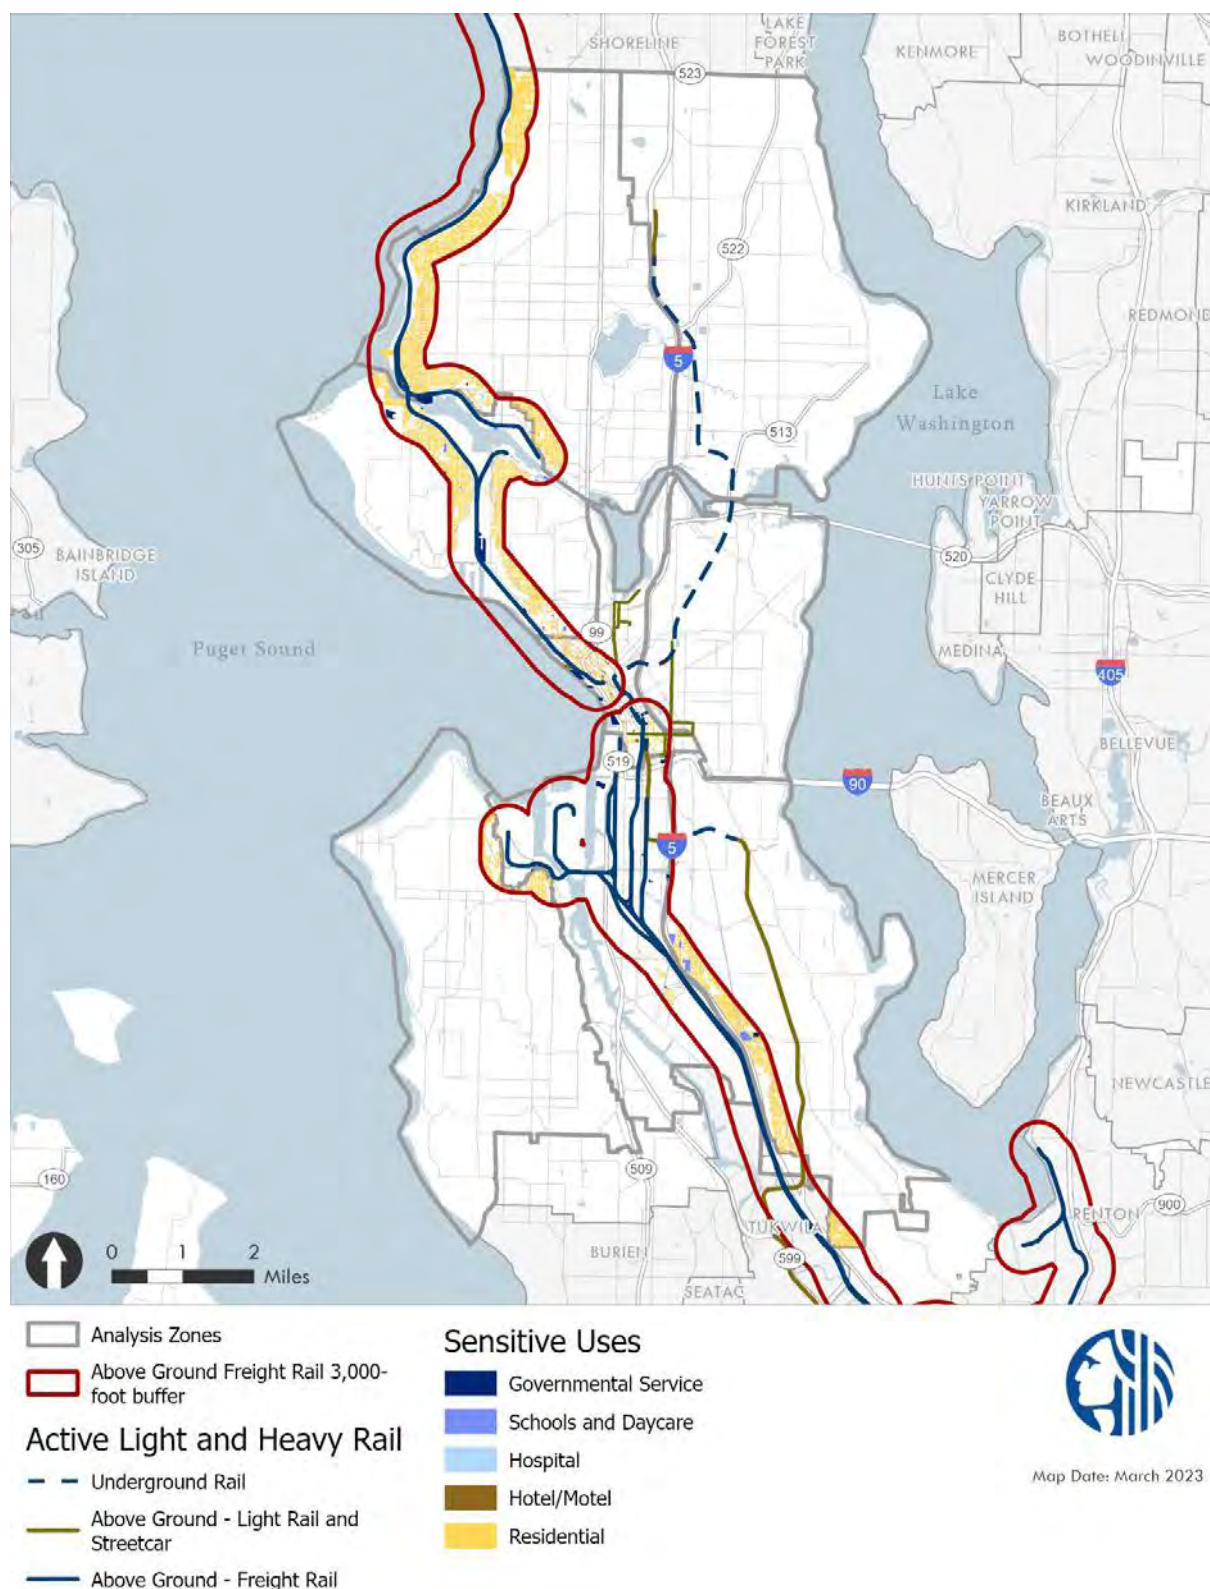 SHORELINE
LAKE
FOREST
PARK
KENMORE
BOTHELL
WOODINVILLE
523
KIRKLAND
522
REDMOND
5
Lake
Washington
513
HUNTS POINT
YARROW
POINT
305
BAINBRIDGE
ISLAND
520
CLYDE
HILL
99
Puget Sound
MEDINA
405
BELLEVUE
519
90
BEAUX
ARTS
5
MERCER
ISLAND
NEWCASTLE
509
160
900
RENTON
TUKWILA
BURIEN
599
SEATAC
0 1 2
Miles
Analysis Zones
Above Ground Freight Rail 3,000-
foot buffer
Active Light and Heavy Rail
Underground Rail
Above Ground - Light Rail and
Streetcar
Above Ground - Freight Rail
Sensitive Uses
Governmental Service
Schools and Daycare
Hospital
Hotel/Motel
Residential
Map Date: March 2023